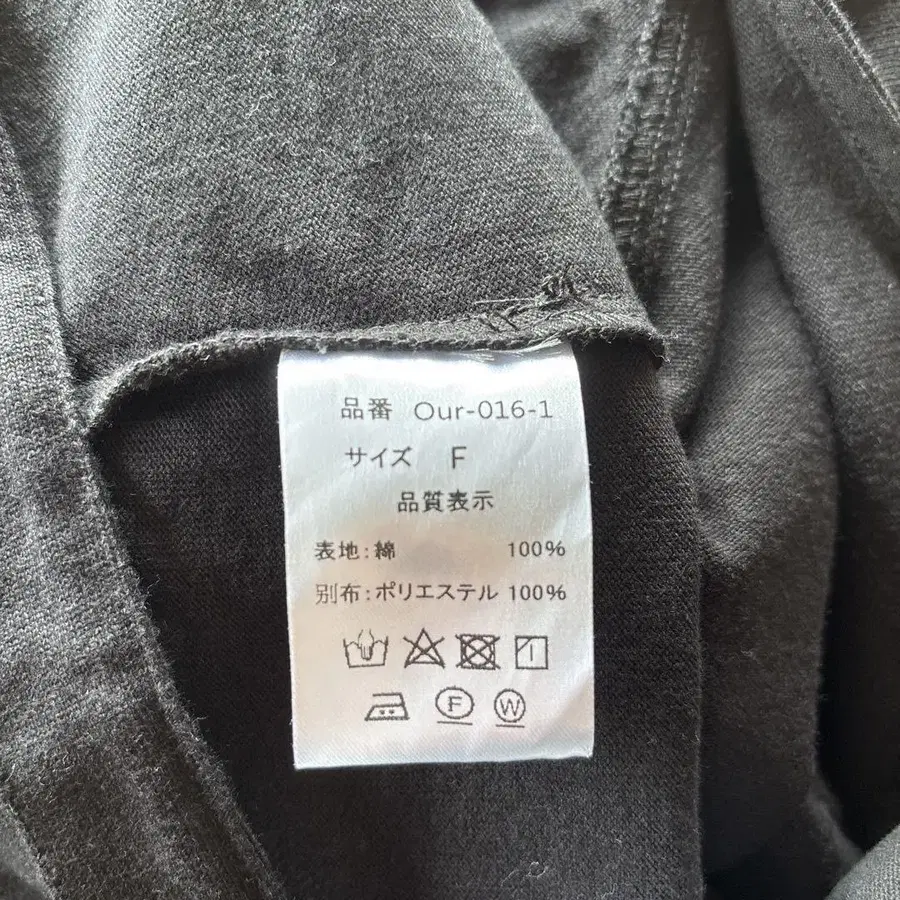 品番 Our-016-1
サイズ F
品質表示
表地:綿 100%
別布:ポリエステル 100%
F W